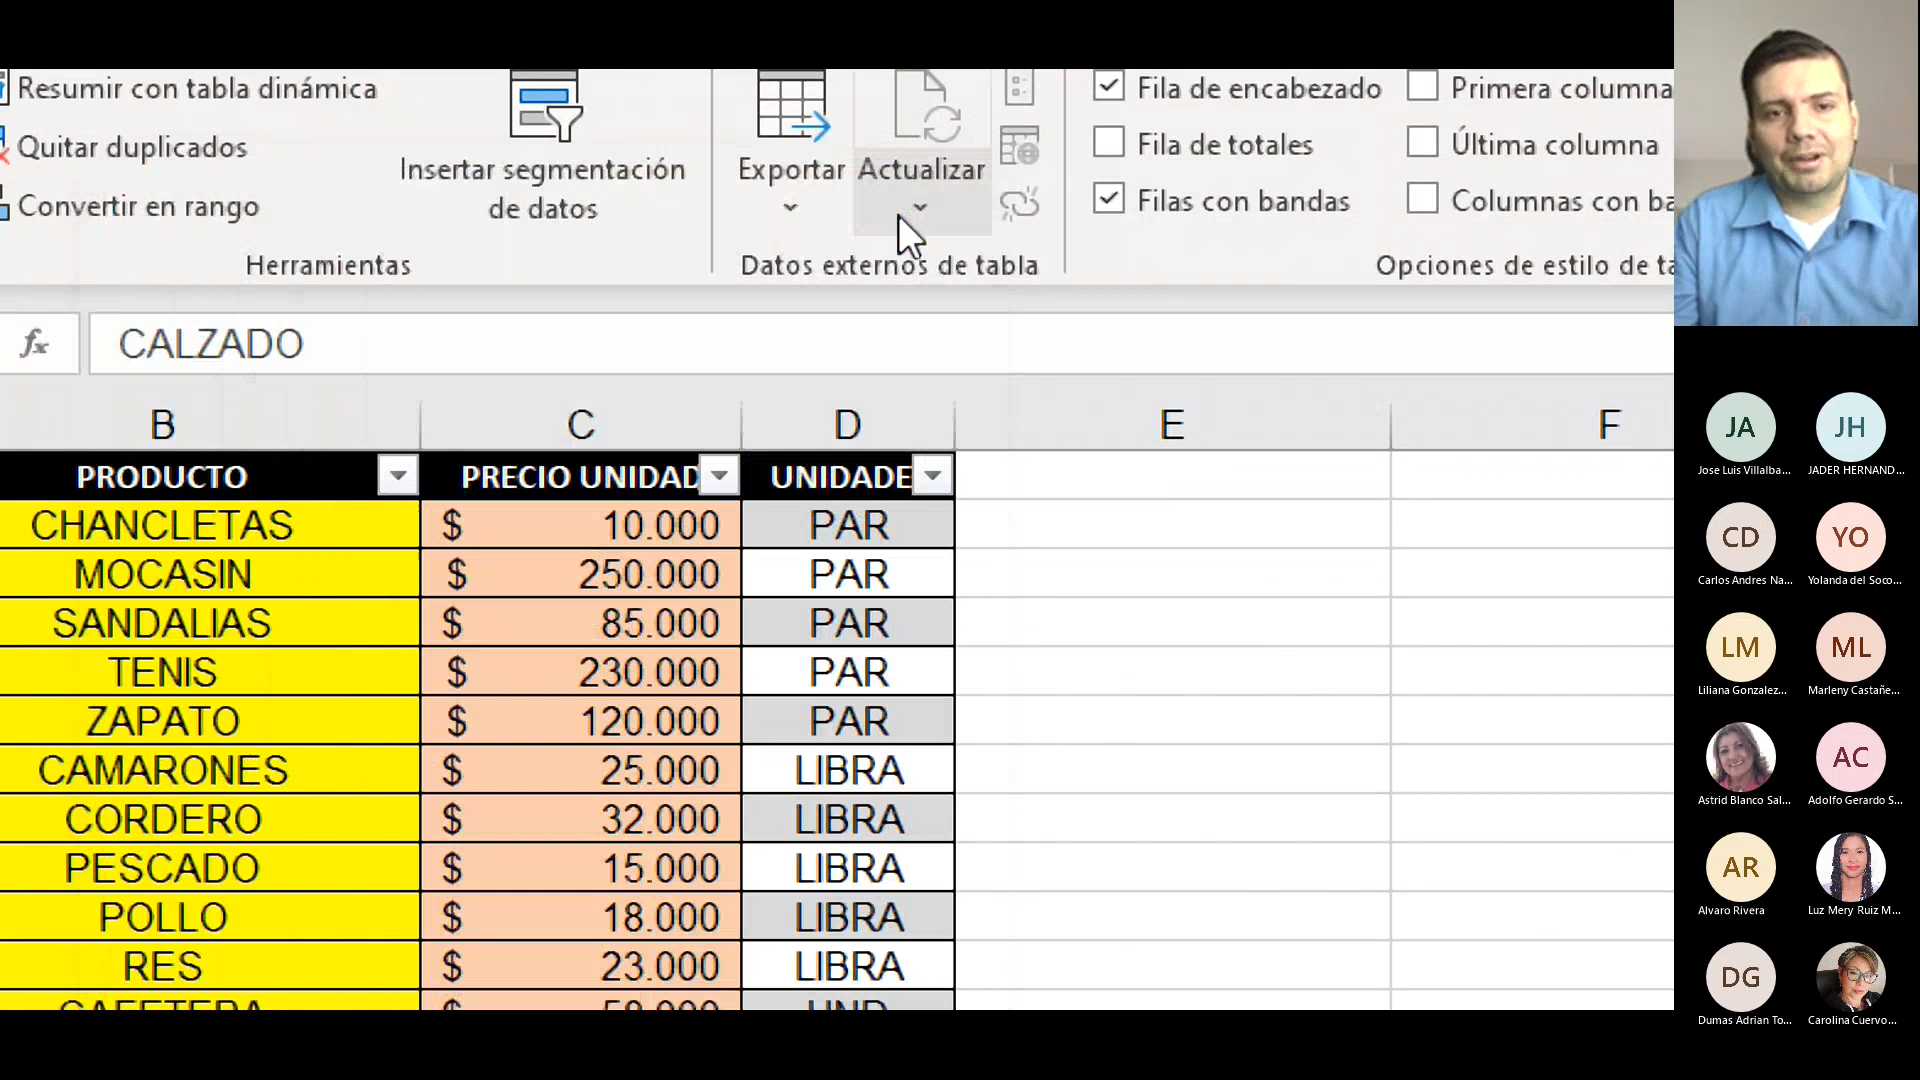 Resumir con tabla dinámica
Quitar duplicados
Convertir en rango
Herramientas
Insertar segmentación
de datos
Exportar
Actualizar
Datos externos de tabla
Fila de encabezado
Fila de totales
Filas con bandas
Primera columna
Última columna
Columnas con ba
Opciones de estilo de ta
fx CALZADO
B C D E F
PRODUCTO PRECIO UNIDAD UNIDADE
CHANCLETAS $ 10.000 PAR
MOCASIN $ 250.000 PAR
SANDALIAS $ 85.000 PAR
TENIS $ 230.000 PAR
ZAPATO $ 120.000 PAR
CAMARONES $ 25.000 LIBRA
CORDERO $ 32.000 LIBRA
PESCADO $ 15.000 LIBRA
POLLO $ 18.000 LIBRA
RES $ 23.000 LIBRA
JA JH
Jose Luis Villalba... JADER HERNAND...
CD YO
Carlos Andres Na... Yolanda del Soco...
LM ML
Liliana Gonzalez... Marleny Castañe...
AC
Astrid Blanco Sal... Adolfo Gerardo S...
AR
Alvaro Rivera Luz Mery Ruiz M...
DG
Dumas Adrian To... Carolina Cuervo...